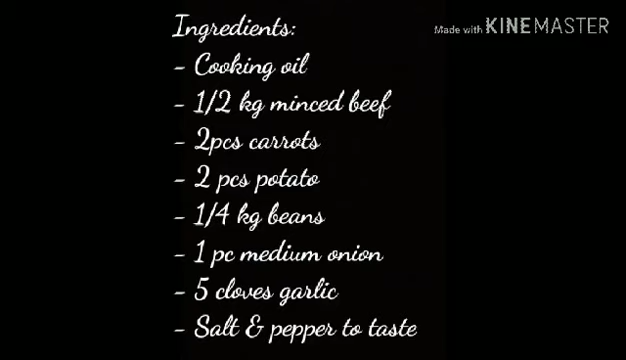 Ingredients:
Made with KINEMASTER
- Cooking oil
- 1/2 kg minced beef
- 2pcs carrots
- 2 pcs potato
- 1/4 kg beans
- 1 pc medium onion
- 5 cloves garlic
- Salt & pepper to taste